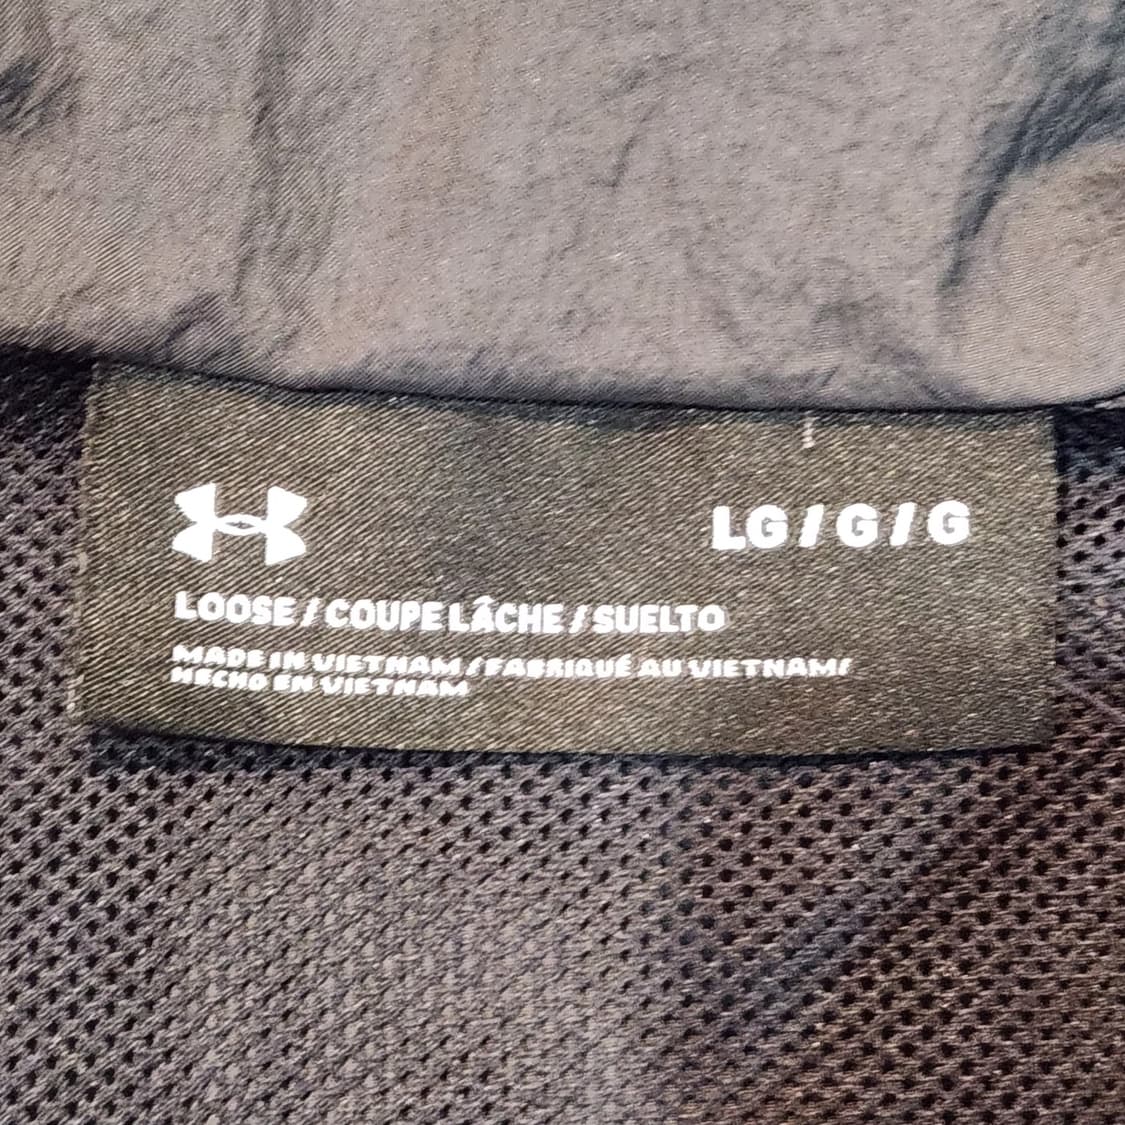 LG / G / G
LOOSE / COUPE LÂCHE / SUELTO
MADE IN VIETNAM / FABRIQUÉ AU VIETNAM/
HECHO EN VIETNAM